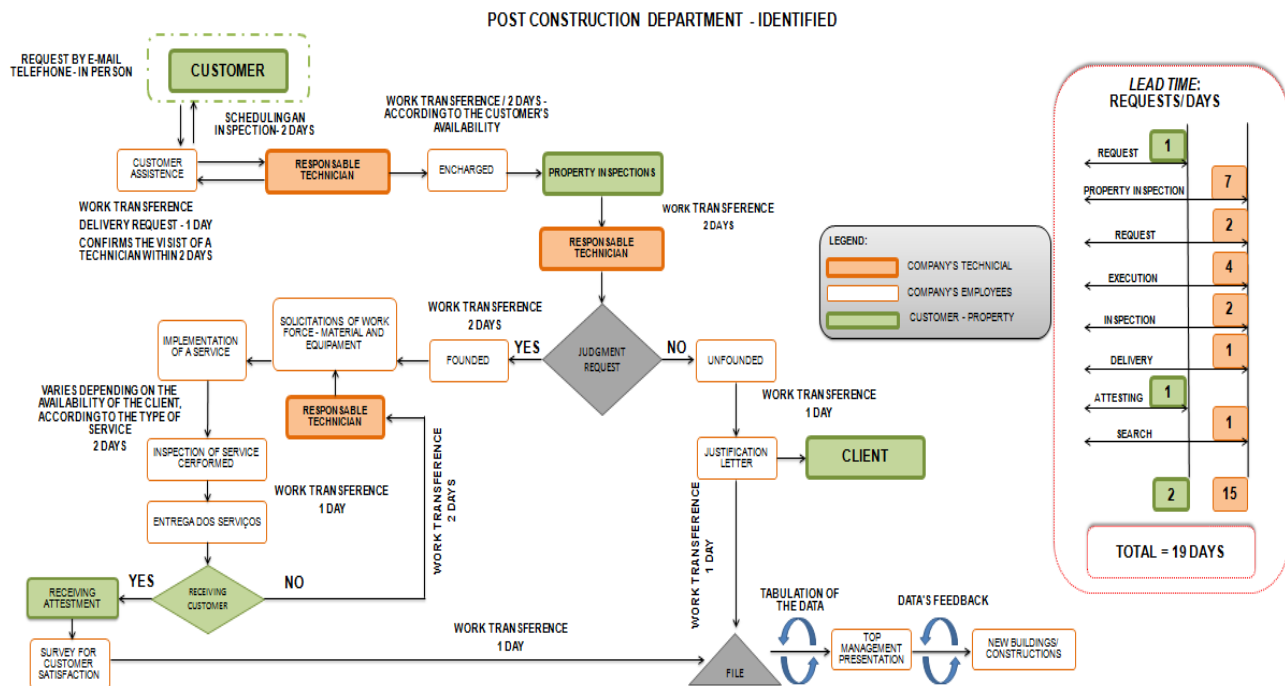 POST CONSTRUCTION DEPARTMENT - IDENTIFIED
REQUEST BY E-MAIL
TELEFHONE - IN PERSON
CUSTOMER
SCHEDULING AN
INSPECTION- 2 DAYS
WORK TRANSFERENCE / 2 DAYS -
ACCORDING TO THE CUSTOMER'S
AVAILABILITY
CUSTOMER
ASSISTENCE
RESPONSABLE
TECHNICIAN
ENCHARGED
PROPERTY INSPECTIONS
WORK TRANSFERENCE
DELIVERY REQUEST - 1 DAY
CONFIRMS THE VISIST OF A
TECHNICIAN WITHIN 2 DAYS
WORK TRANSFERENCE
2 DAYS
RESPONSABLE
TECHNICIAN
LEGEND:
COMPANY'S TECHNICIAL
COMPANY'S EMPLOYEES
CUSTOMER - PROPERTY
WORK TRANSFERENCE
2 DAYS
SOLICITATIONS OF WORK
FORCE - MATERIAL AND
EQUIPAMENT
IMPLEMENTATION
OF A SERVICE
FOUNDED
YES
JUDGMENT
REQUEST
NO
UNFOUNDED
VARIES DEPENDING ON THE
AVAILABILITY OF THE CLIENT,
ACCORDING TO THE TYPE OF
SERVICE
2 DAYS
RESPONSABLE
TECHNICIAN
WORK TRANSFERENCE
1 DAY
INSPECTION OF SERVICE
CERFORMED
JUSTIFICATION
LETTER
CLIENT
WORK TRANSFERENCE
1 DAY
WORK TRANSFERENCE
2 DAYS
WORK TRANSFERENCE
1 DAY
ENTREGA DOS SERVIÇOS
YES
RECEIVING
CUSTOMER
NO
RECEIVING
ATTESTMENT
SURVEY FOR
CUSTOMER
SATISFACTION
WORK TRANSFERENCE
1 DAY
FILE
TABULATION OF
THE DATA
TOP
MANAGEMENT
PRESENTATION
DATA'S FEEDBACK
NEW BUILDINGS/
CONSTRUCTIONS
LEAD TIME:
REQUESTS/DAYS
REQUEST
1
PROPERTY INSPECTION
7
REQUEST
2
EXECUTION
4
INSPECTION
2
DELIVERY
1
ATTESTING
1
SEARCH
1
2
15
TOTAL = 19 DAYS